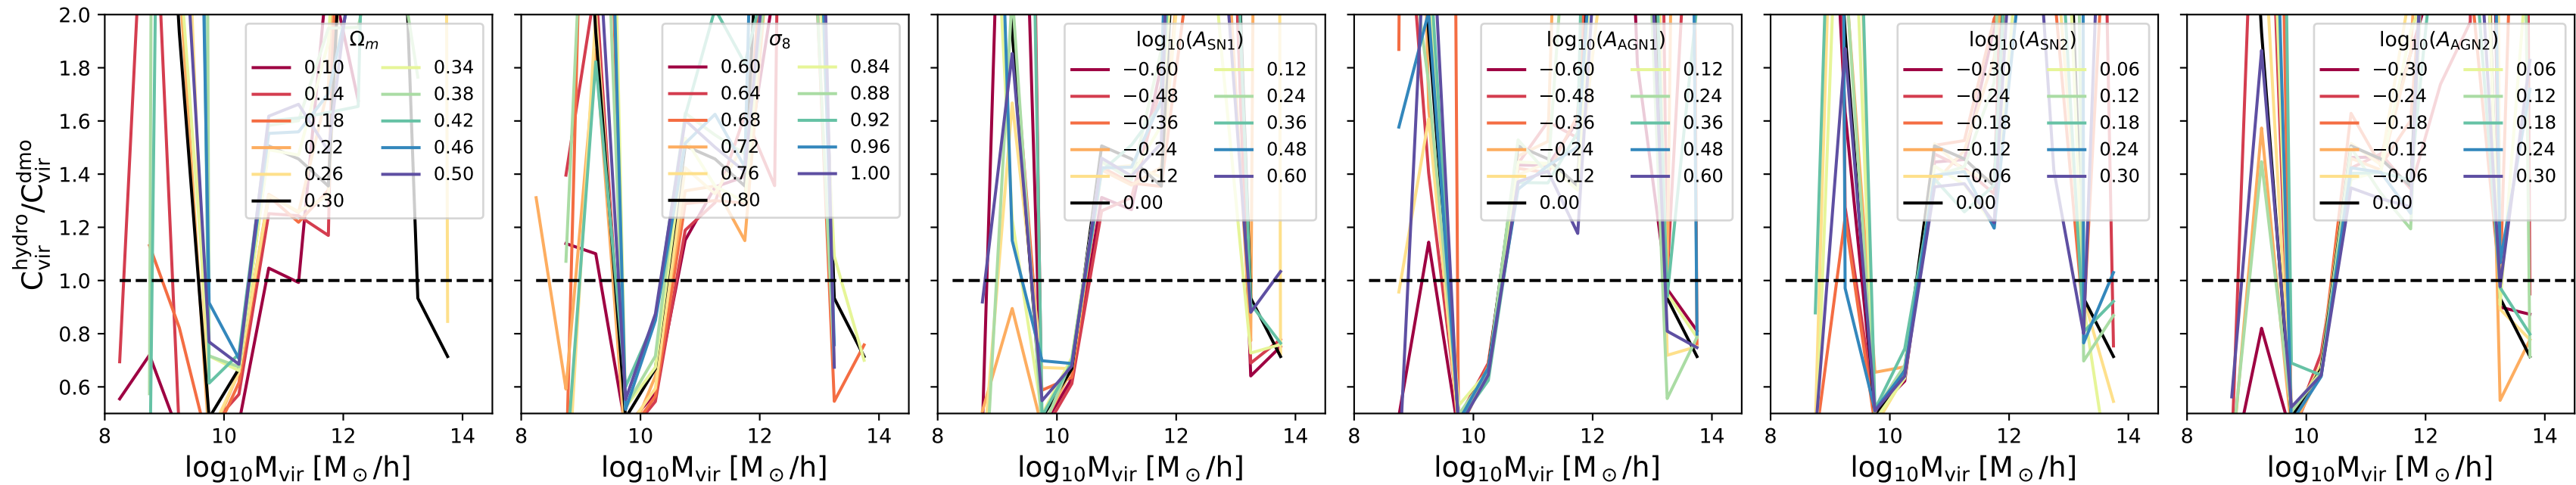 C_vir^hydro/C_vir^dmo
2.0
1.8
1.6
1.4
1.2
1.0
0.8
0.6
Ω_m
0.10 0.34
0.14 0.38
0.18 0.42
0.22 0.46
0.26 0.50
0.30
8 10 12 14
log₁₀M_vir [M_⊙/h]
σ₈
0.60 0.84
0.64 0.88
0.68 0.92
0.72 0.96
0.76 1.00
0.80
8 10 12 14
log₁₀M_vir [M_⊙/h]
log₁₀(A_SN1)
−0.60 0.12
−0.48 0.24
−0.36 0.36
−0.24 0.48
−0.12 0.60
0.00
8 10 12 14
log₁₀M_vir [M_⊙/h]
log₁₀(A_AGN1)
−0.60 0.12
−0.48 0.24
−0.36 0.36
−0.24 0.48
−0.12 0.60
0.00
8 10 12 14
log₁₀M_vir [M_⊙/h]
log₁₀(A_SN2)
−0.30 0.06
−0.24 0.12
−0.18 0.18
−0.12 0.24
−0.06 0.30
0.00
8 10 12 14
log₁₀M_vir [M_⊙/h]
log₁₀(A_AGN2)
−0.30 0.06
−0.24 0.12
−0.18 0.18
−0.12 0.24
−0.06 0.30
0.00
8 10 12 14
log₁₀M_vir [M_⊙/h]